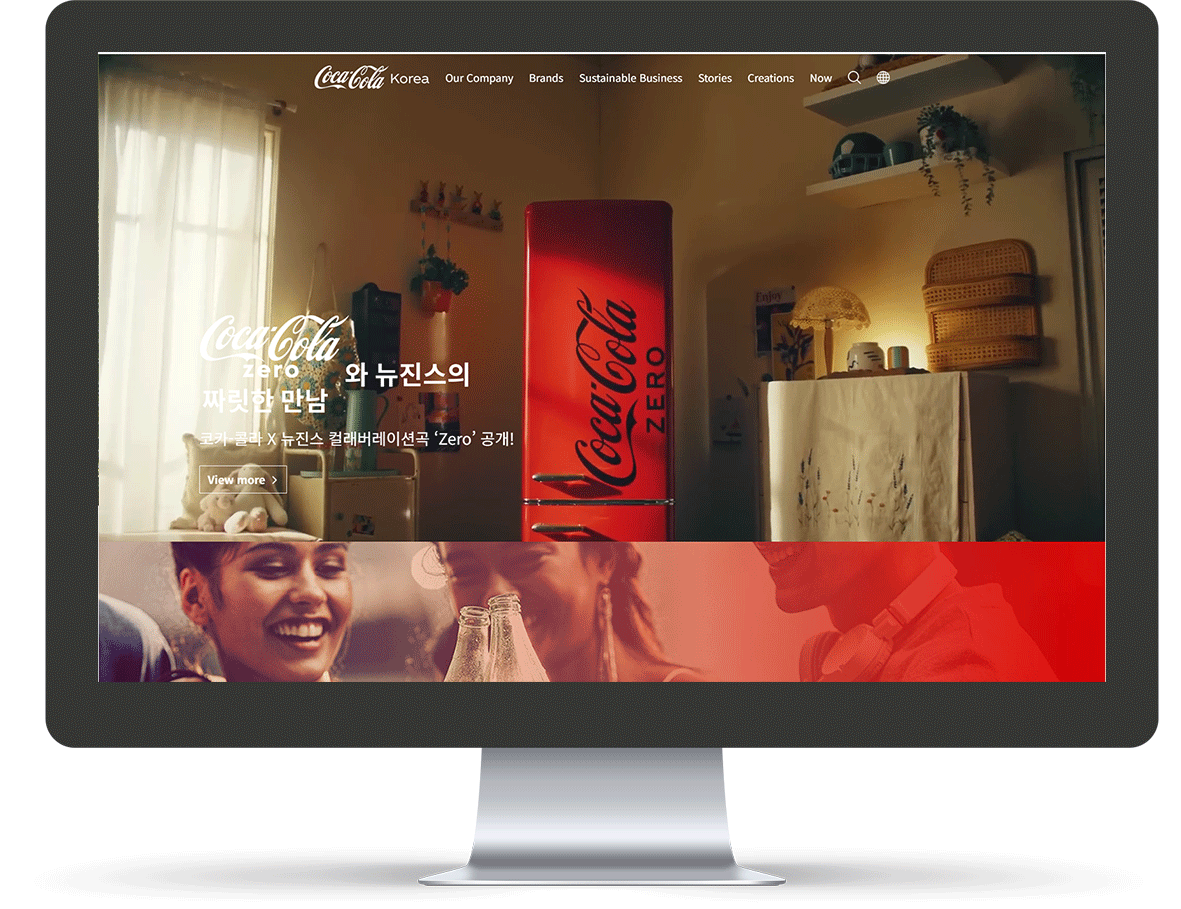 Coca-Cola Korea Our Company Brands Sustainable Business Stories Creations Now
Enjoy
Coca-Cola
ZERO
Coca-Cola
zero 와 뉴진스의
짜릿한 만남
코카-콜라 X 뉴진스 컬래버레이션곡 ‘Zero’ 공개!
View more >